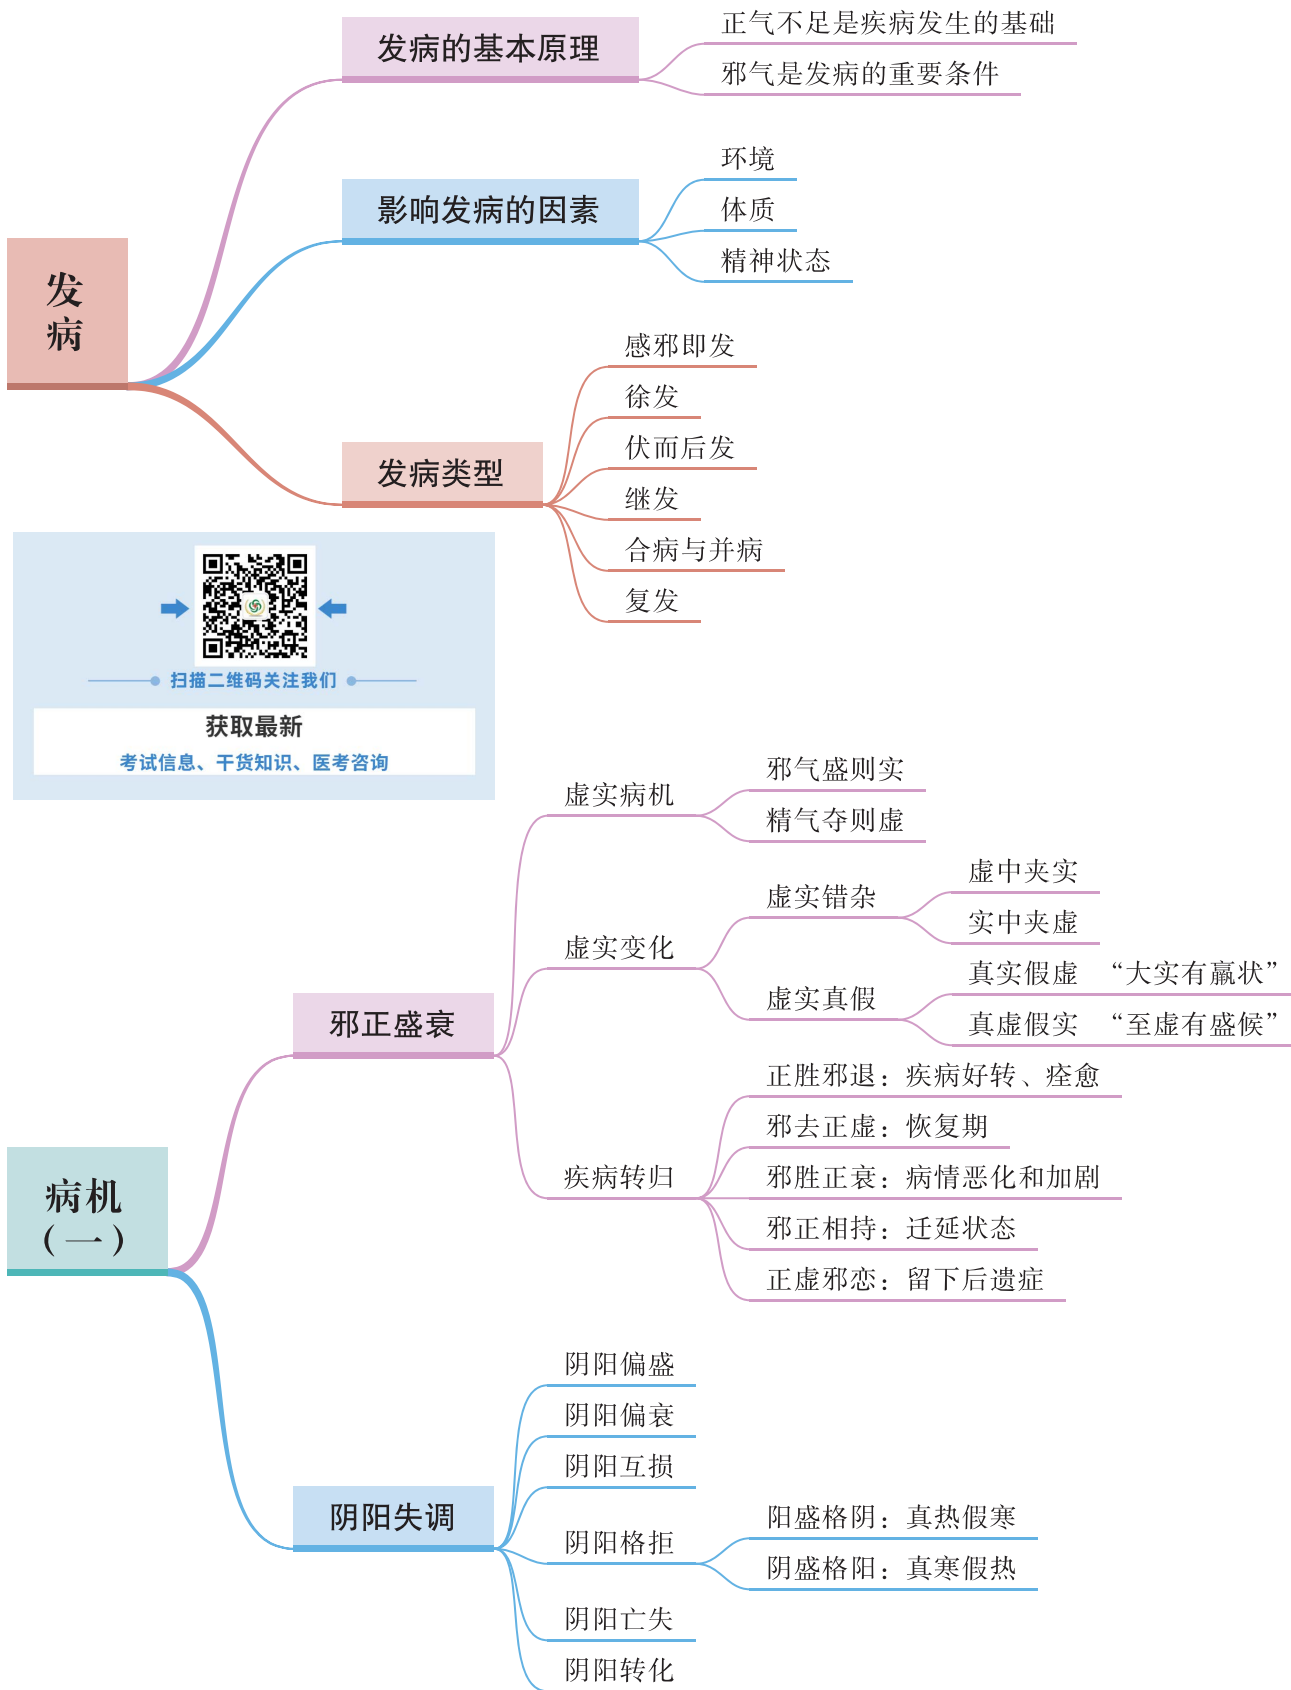 发病
发病的基本原理
正气不足是疾病发生的基础
邪气是发病的重要条件
影响发病的因素
环境
体质
精神状态
发病类型
感邪即发
徐发
伏而后发
继发
合病与并病
复发
扫描二维码关注我们
获取最新
考试信息、干货知识、医考咨询
病机
（一）
邪正盛衰
虚实病机
邪气盛则实
精气夺则虚
虚实变化
虚实错杂
虚中夹实
实中夹虚
虚实真假
真实假虚 “大实有羸状”
真虚假实 “至虚有盛候”
疾病转归
正胜邪退：疾病好转、痊愈
邪去正虚：恢复期
邪胜正衰：病情恶化和加剧
邪正相持：迁延状态
正虚邪恋：留下后遗症
阴阳失调
阴阳偏盛
阴阳偏衰
阴阳互损
阴阳格拒
阳盛格阴：真热假寒
阴盛格阳：真寒假热
阴阳亡失
阴阳转化